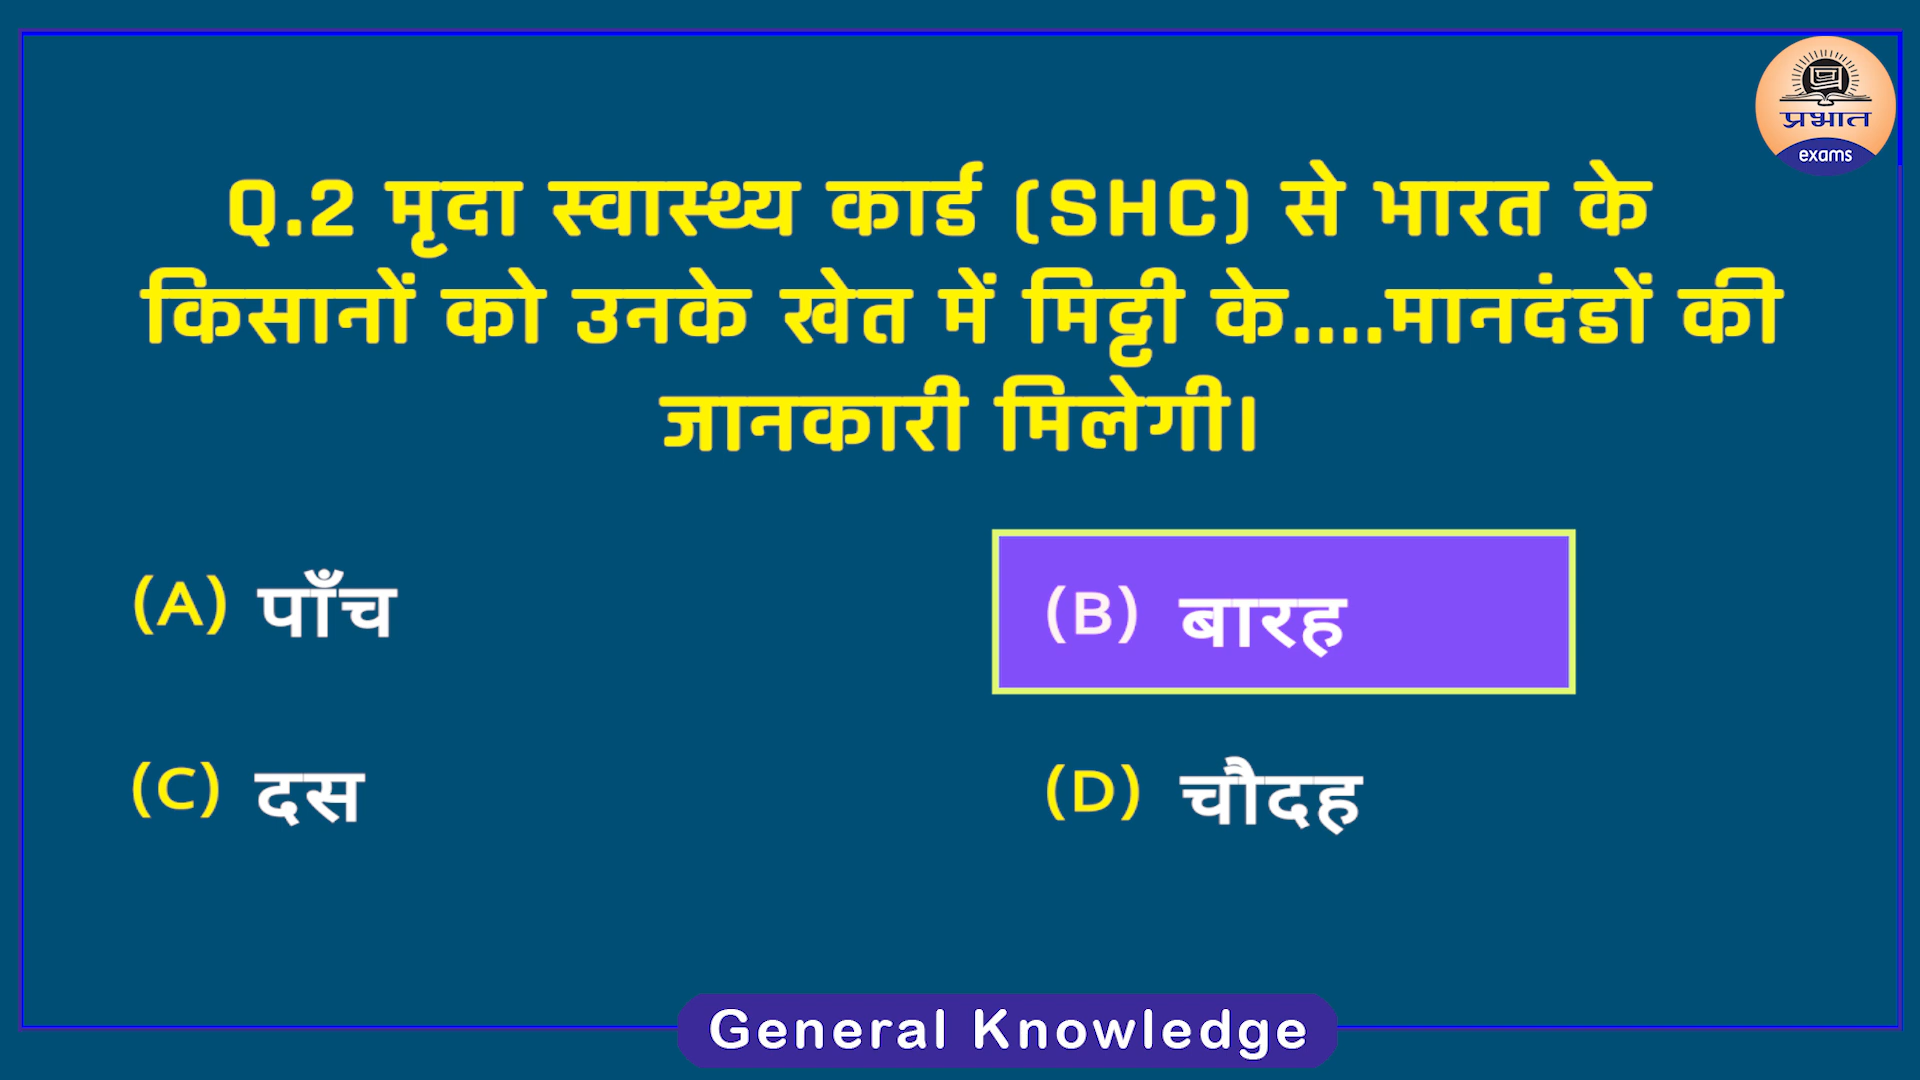 प्रभात
exams
Q.2 मृदा स्वास्थ्य कार्ड (SHC) से भारत के
किसानों को उनके खेत में मिट्टी के....मानदंडों की
जानकारी मिलेगी।
(A) पाँच
(B) बारह
(C) दस
(D) चौदह
General Knowledge